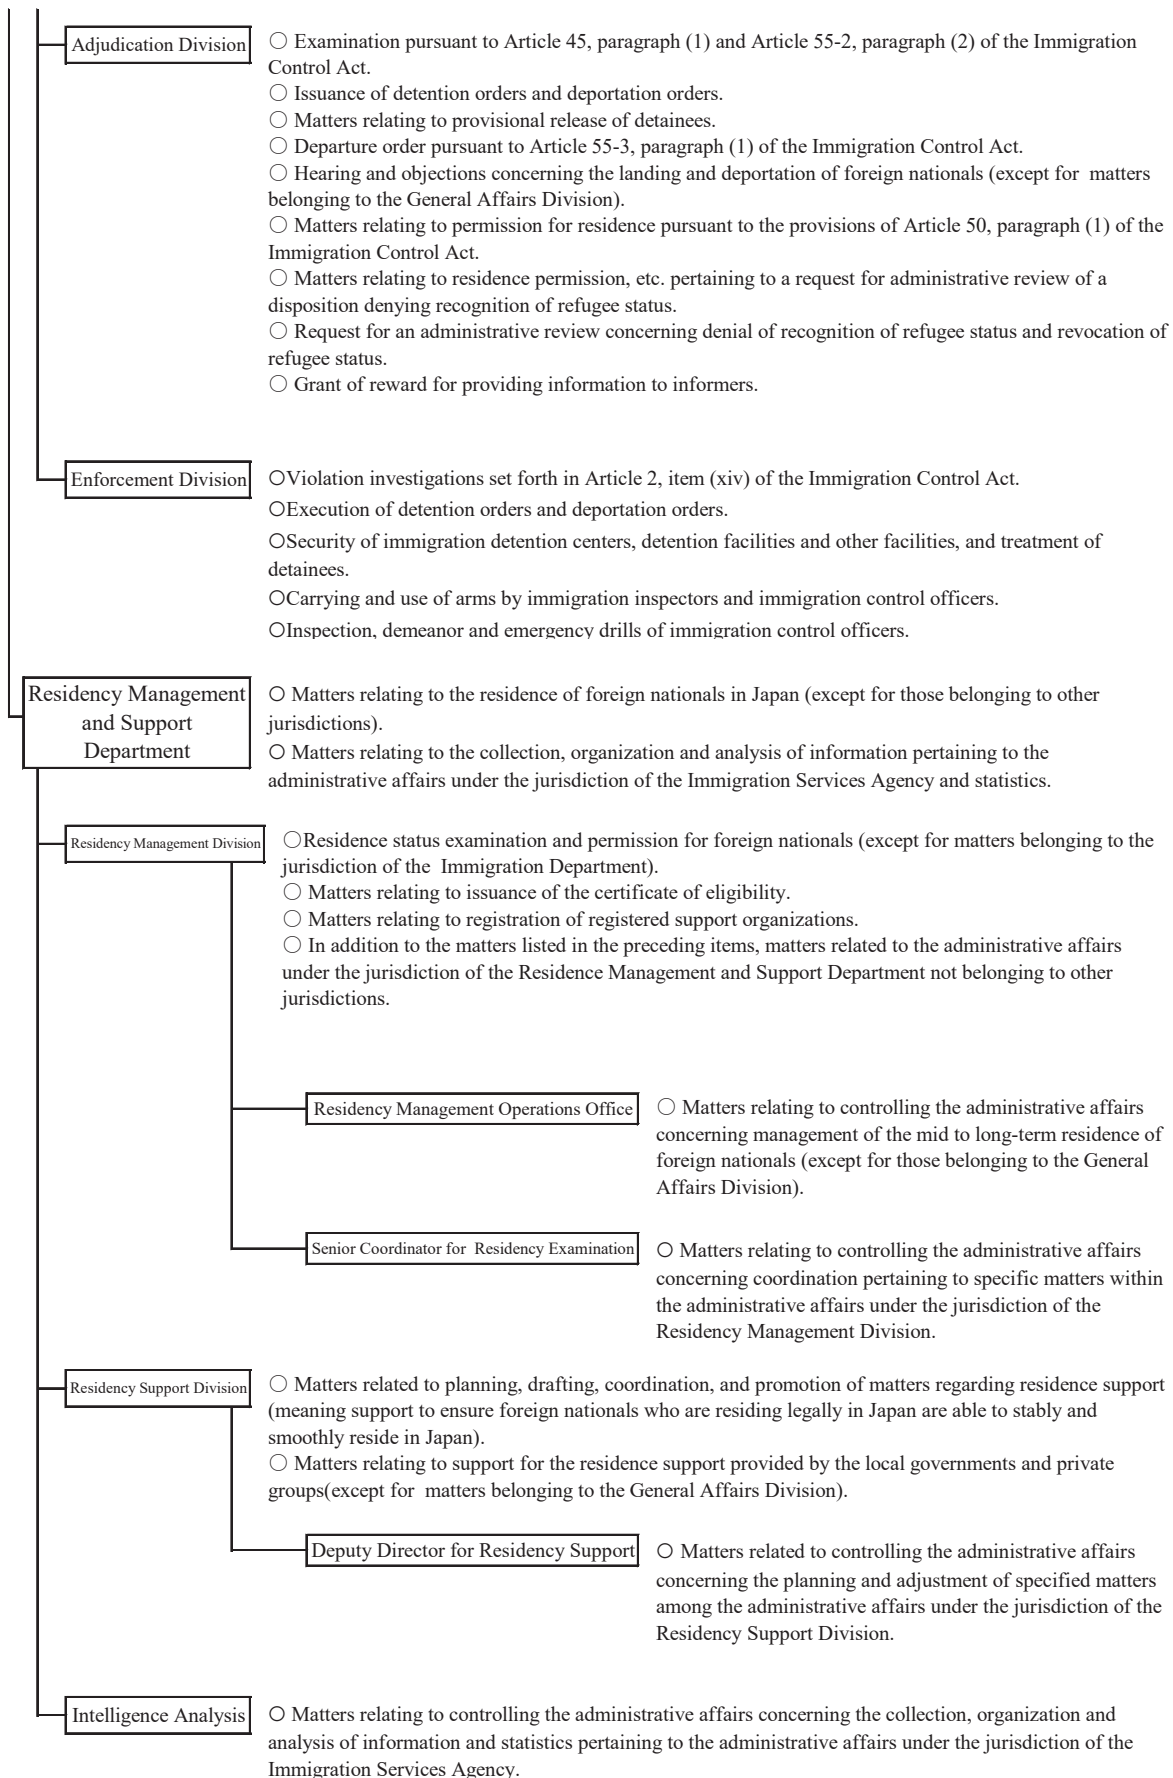 Adjudication Division
○ Examination pursuant to Article 45, paragraph (1) and Article 55-2, paragraph (2) of the Immigration
Control Act.
○ Issuance of detention orders and deportation orders.
○ Matters relating to provisional release of detainees.
○ Departure order pursuant to Article 55-3, paragraph (1) of the Immigration Control Act.
○ Hearing and objections concerning the landing and deportation of foreign nationals (except for matters
belonging to the General Affairs Division).
○ Matters relating to permission for residence pursuant to the provisions of Article 50, paragraph (1) of the
Immigration Control Act.
○ Matters relating to residence permission, etc. pertaining to a request for administrative review of a
disposition denying recognition of refugee status.
○ Request for an administrative review concerning denial of recognition of refugee status and revocation of
refugee status.
○ Grant of reward for providing information to informers.
Enforcement Division
○Violation investigations set forth in Article 2, item (xiv) of the Immigration Control Act.
○Execution of detention orders and deportation orders.
○Security of immigration detention centers, detention facilities and other facilities, and treatment of
detainees.
○Carrying and use of arms by immigration inspectors and immigration control officers.
○Inspection, demeanor and emergency drills of immigration control officers.
Residency Management
and Support
Department
○ Matters relating to the residence of foreign nationals in Japan (except for those belonging to other
jurisdictions).
○ Matters relating to the collection, organization and analysis of information pertaining to the
administrative affairs under the jurisdiction of the Immigration Services Agency and statistics.
Residency Management Division
○Residence status examination and permission for foreign nationals (except for matters belonging to the
jurisdiction of the Immigration Department).
○ Matters relating to issuance of the certificate of eligibility.
○ Matters relating to registration of registered support organizations.
○ In addition to the matters listed in the preceding items, matters related to the administrative affairs
under the jurisdiction of the Residence Management and Support Department not belonging to other
jurisdictions.
Residency Management Operations Office
○ Matters relating to controlling the administrative affairs
concerning management of the mid to long-term residence of
foreign nationals (except for those belonging to the General
Affairs Division).
Senior Coordinator for Residency Examination
○ Matters relating to controlling the administrative affairs
concerning coordination pertaining to specific matters within
the administrative affairs under the jurisdiction of the
Residency Management Division.
Residency Support Division
○ Matters related to planning, drafting, coordination, and promotion of matters regarding residence support
(meaning support to ensure foreign nationals who are residing legally in Japan are able to stably and
smoothly reside in Japan).
○ Matters relating to support for the residence support provided by the local governments and private
groups(except for matters belonging to the General Affairs Division).
Deputy Director for Residency Support
○ Matters related to controlling the administrative affairs
concerning the planning and adjustment of specified matters
among the administrative affairs under the jurisdiction of the
Residency Support Division.
Intelligence Analysis
○ Matters relating to controlling the administrative affairs concerning the collection, organization and
analysis of information and statistics pertaining to the administrative affairs under the jurisdiction of the
Immigration Services Agency.